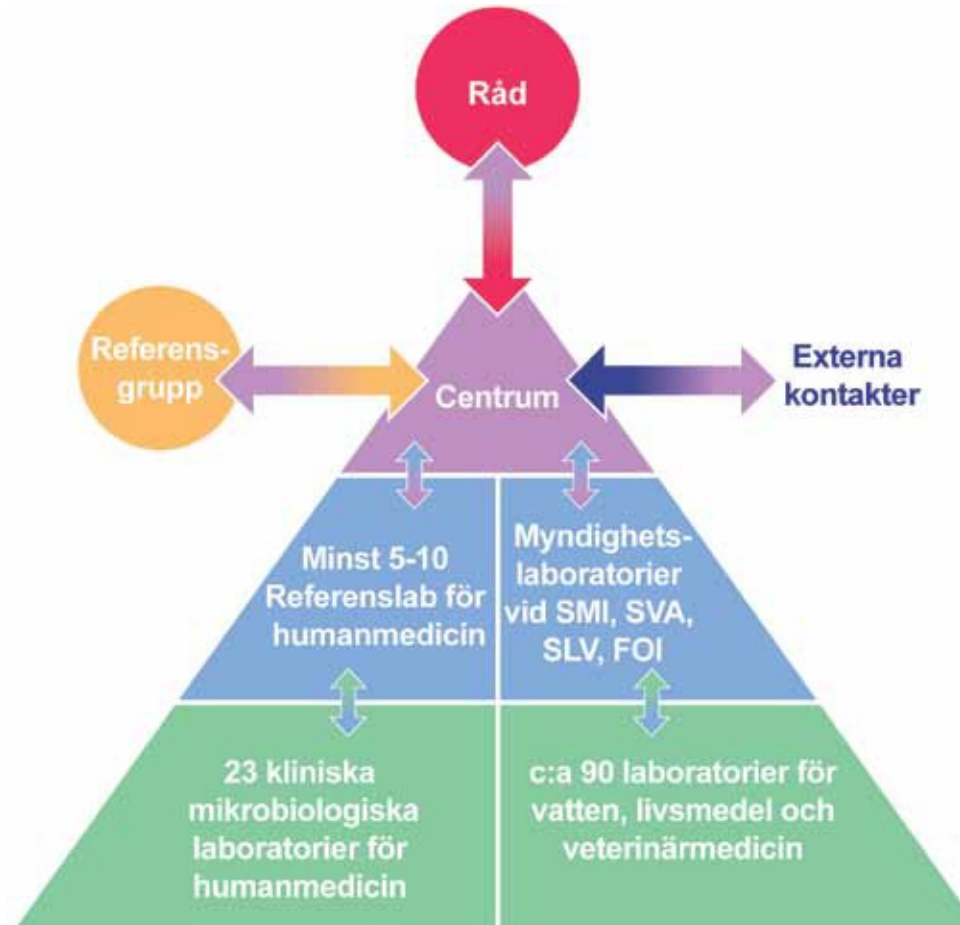 Råd
Referens-
grupp
Centrum
Externa
kontakter
Minst 5-10
Referenslab för
humanmedicin
Myndighets-
laboratorier
vid SMI, SVA,
SLV, FOI
23 kliniska
mikrobiologiska
laboratorier för
humanmedicin
c:a 90 laboratorier för
vatten, livsmedel och
veterinärmedicin